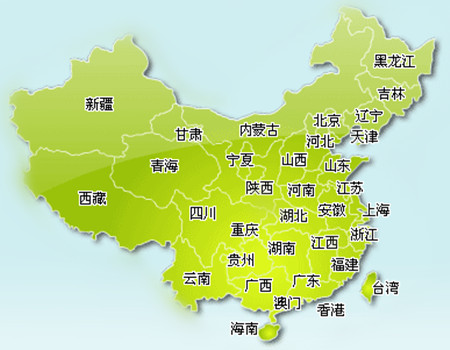 黑龙江
吉林
新疆
辽宁
北京
内蒙古
甘肃
天津
河北
宁夏
山西
山东
青海
陕西
河南
江苏
西藏
四川
湖北
安徽
上海
重庆
浙江
江西
湖南
贵州
福建
云南
广西
广东
台湾
澳门
香港
海南